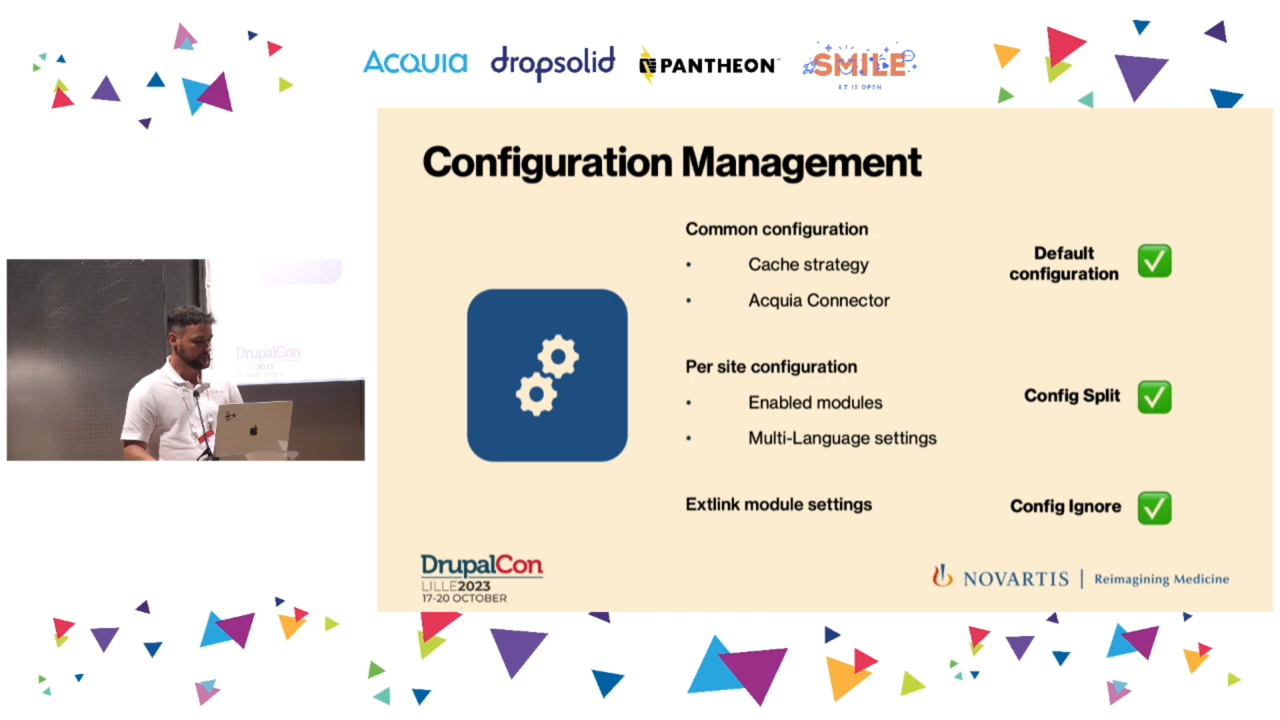 ACQUIA dropsolid PANTHEON SMILE
I.T IS OPEN
Configuration Management
Common configuration
• Cache strategy
• Acquia Connector
Default
configuration ✅
Per site configuration
• Enabled modules
• Multi-Language settings
Config Split ✅
Extlink module settings
Config Ignore ✅
DrupalCon
LILLE2023
17-20 OCTOBER
NOVARTIS | Reimagining Medicine
DrupalCon